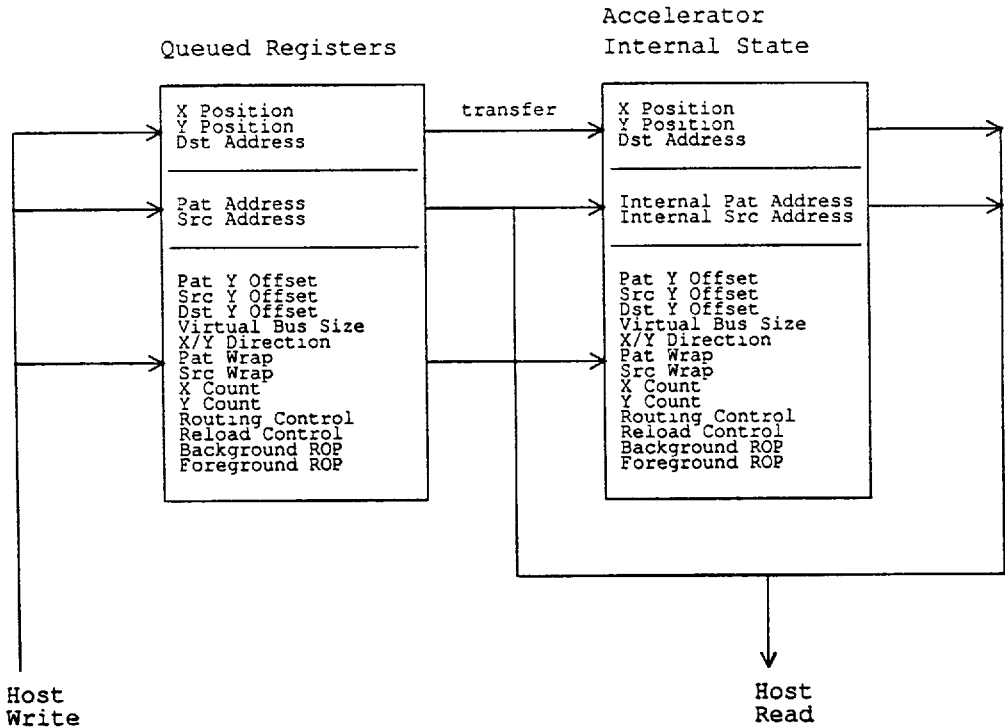 Accelerator
Internal State
Queued Registers
X Position
Y Position
Dst Address
transfer
X Position
Y Position
Dst Address
Pat Address
Src Address
Internal Pat Address
Internal Src Address
Pat Y Offset
Src Y Offset
Dst Y Offset
Virtual Bus Size
X/Y Direction
Pat Wrap
Src Wrap
X Count
Y Count
Routing Control
Reload Control
Background ROP
Foreground ROP
Pat Y Offset
Src Y Offset
Dst Y Offset
Virtual Bus Size
X/Y Direction
Pat Wrap
Src Wrap
X Count
Y Count
Routing Control
Reload Control
Background ROP
Foreground ROP
Host
Write
Host
Read